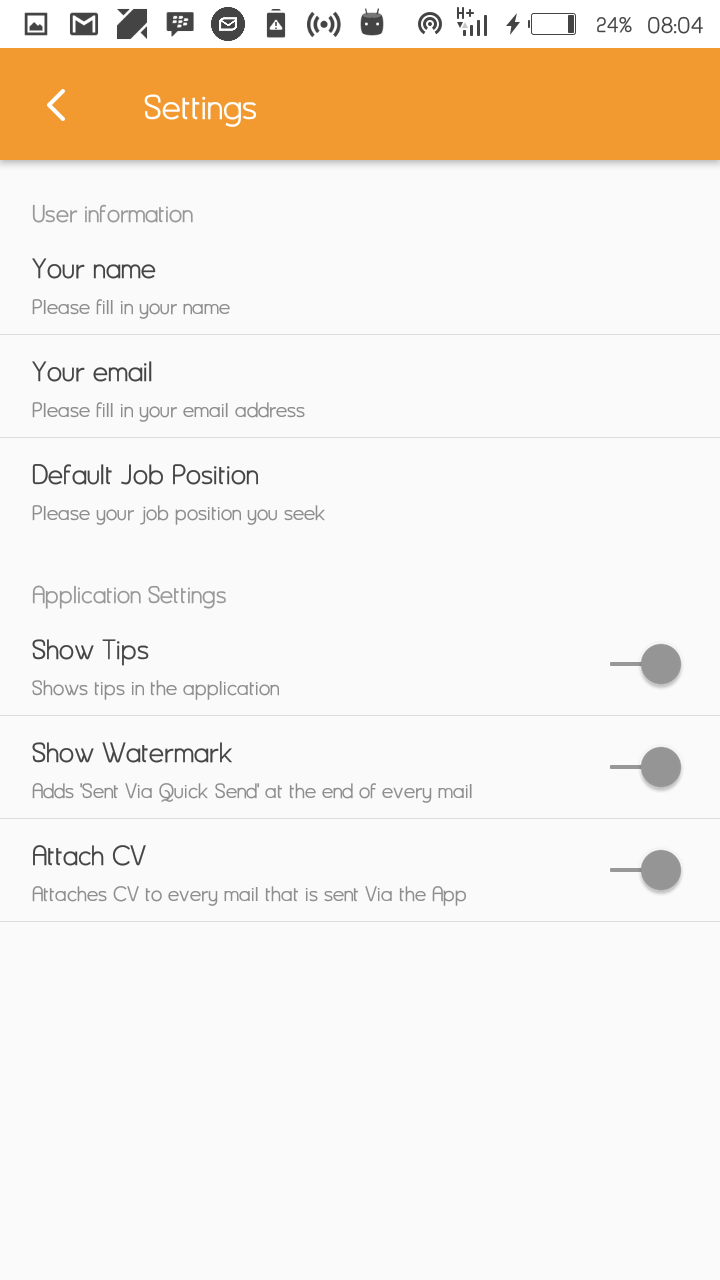 H+ 24% 08:04
Settings
User information
Your name
Please fill in your name
Your email
Please fill in your email address
Default Job Position
Please your job position you seek
Application Settings
Show Tips
Shows tips in the application
Show Watermark
Adds 'Sent Via Quick Send' at the end of every mail
Attach CV
Attaches CV to every mail that is sent Via the App